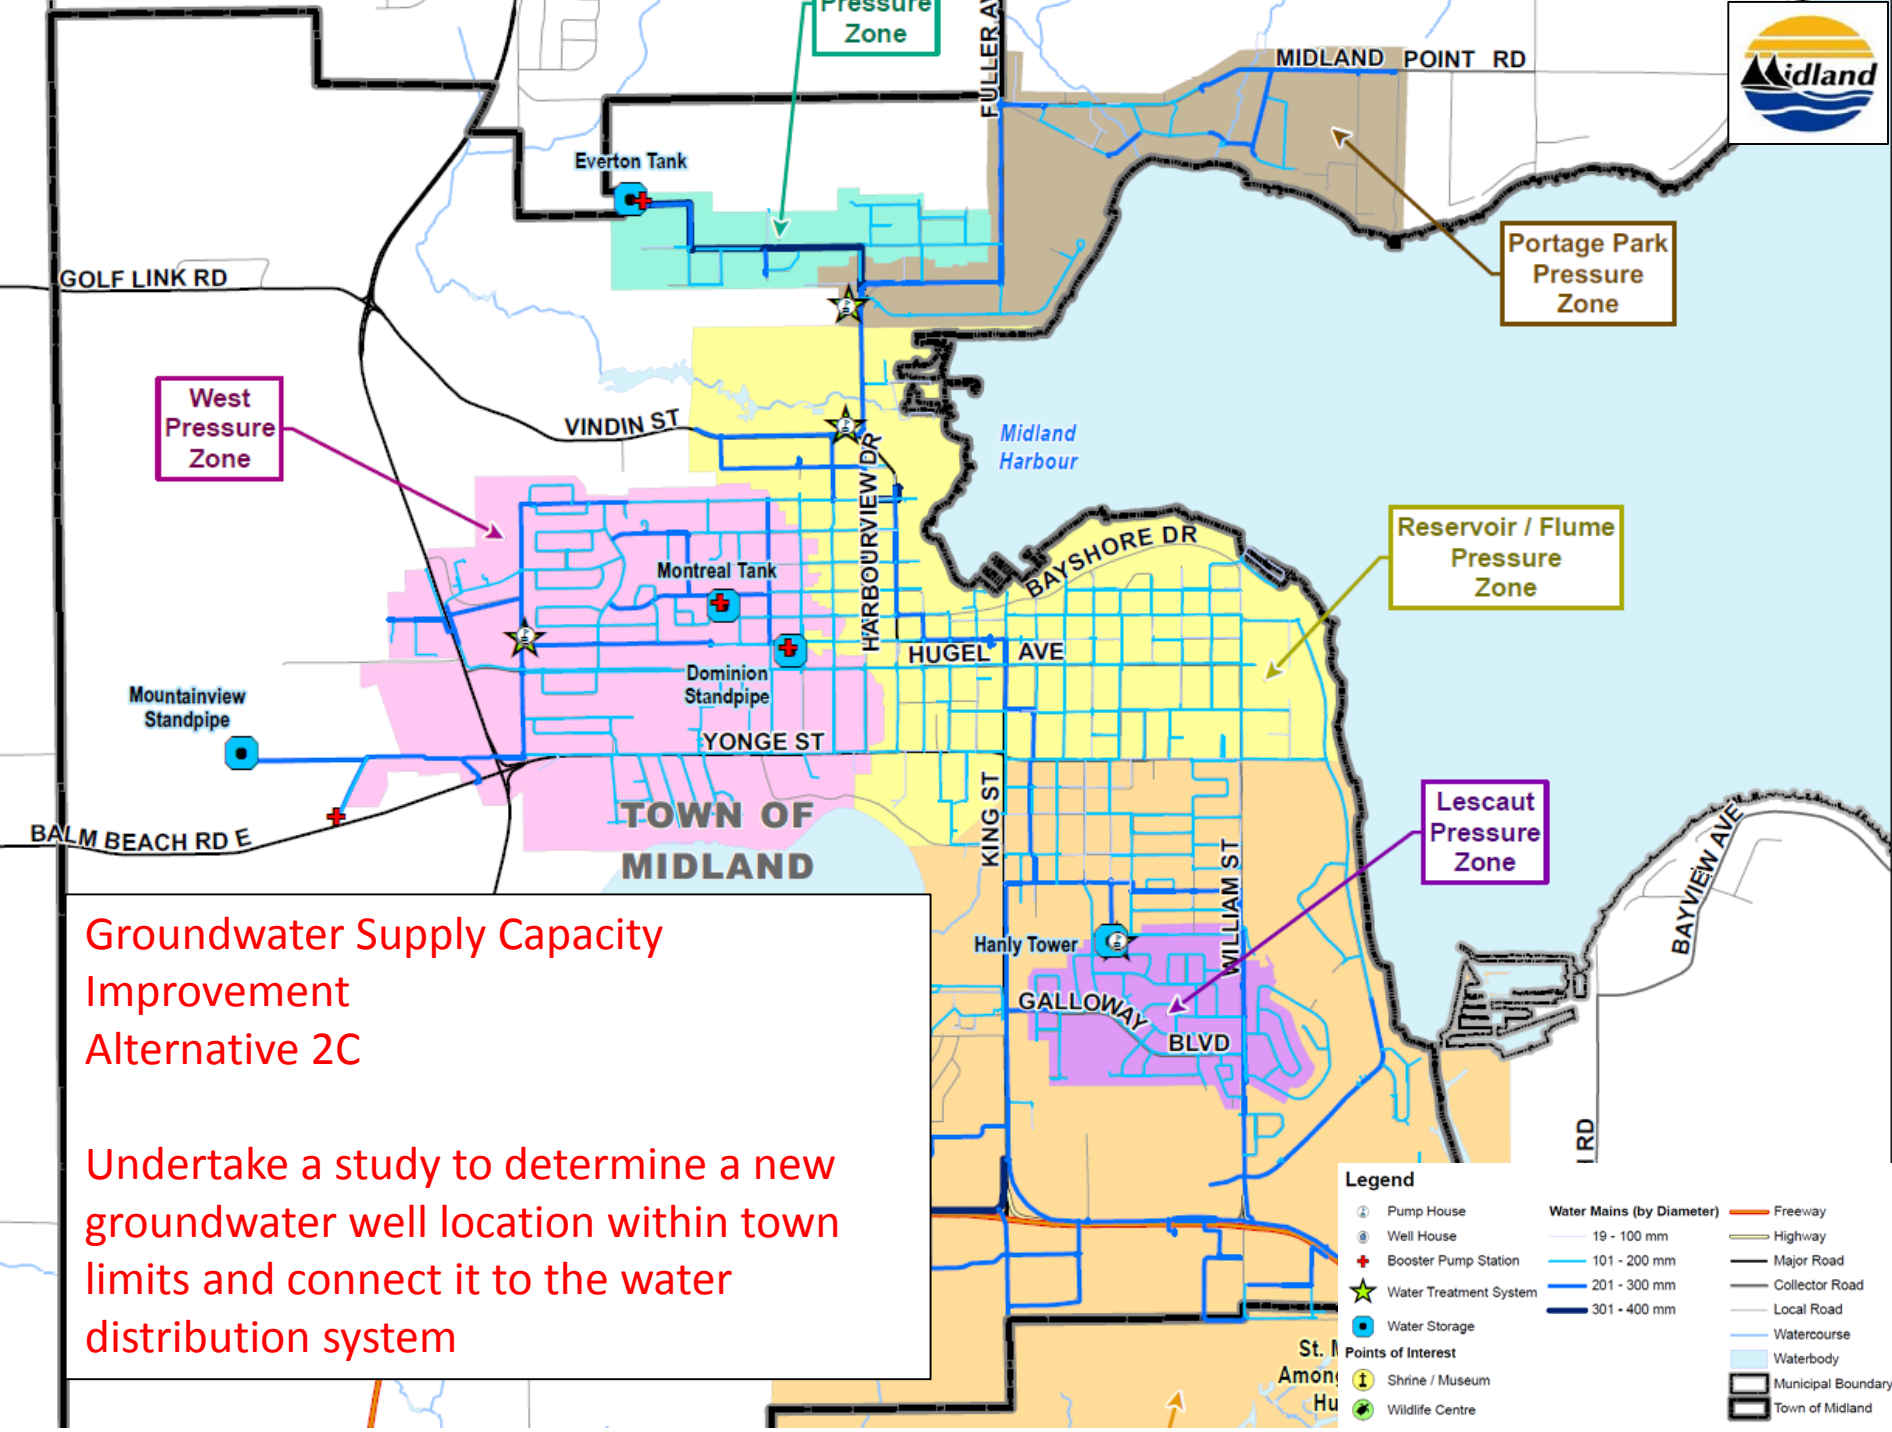 Pressure
Zone
FULLER AV
MIDLAND POINT RD
Midland
Everton Tank
Portage Park
Pressure
Zone
GOLF LINK RD
West
Pressure
Zone
VINDIN ST
HARBOURVIEW DR
Midland
Harbour
BAYSHORE DR
Reservoir / Flume
Pressure
Zone
Montreal Tank
HUGEL AVE
Dominion
Standpipe
Mountainview
Standpipe
YONGE ST
KING ST
TOWN OF
MIDLAND
BALM BEACH RD E
WILLIAM ST
Lescaut
Pressure
Zone
BAYVIEW AVE
Hanly Tower
GALLOWAY
BLVD
Groundwater Supply Capacity
Improvement
Alternative 2C
Undertake a study to determine a new
groundwater well location within town
limits and connect it to the water
distribution system
RD
St.
Among
Hu
Legend
Pump House
Well House
Booster Pump Station
Water Treatment System
Water Storage
Points of Interest
Shrine / Museum
Wildlife Centre
Water Mains (by Diameter)
19 - 100 mm
101 - 200 mm
201 - 300 mm
301 - 400 mm
Freeway
Highway
Major Road
Collector Road
Local Road
Watercourse
Waterbody
Municipal Boundary
Town of Midland